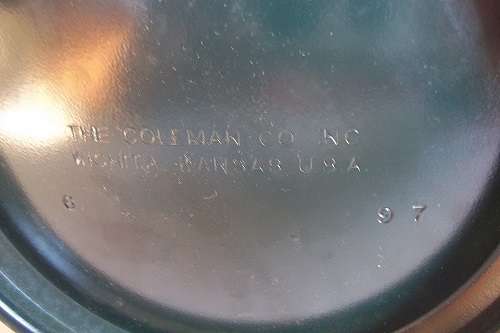 THE COLEMAN CO INC
WICHITA KANSAS U.S.A.
6 97